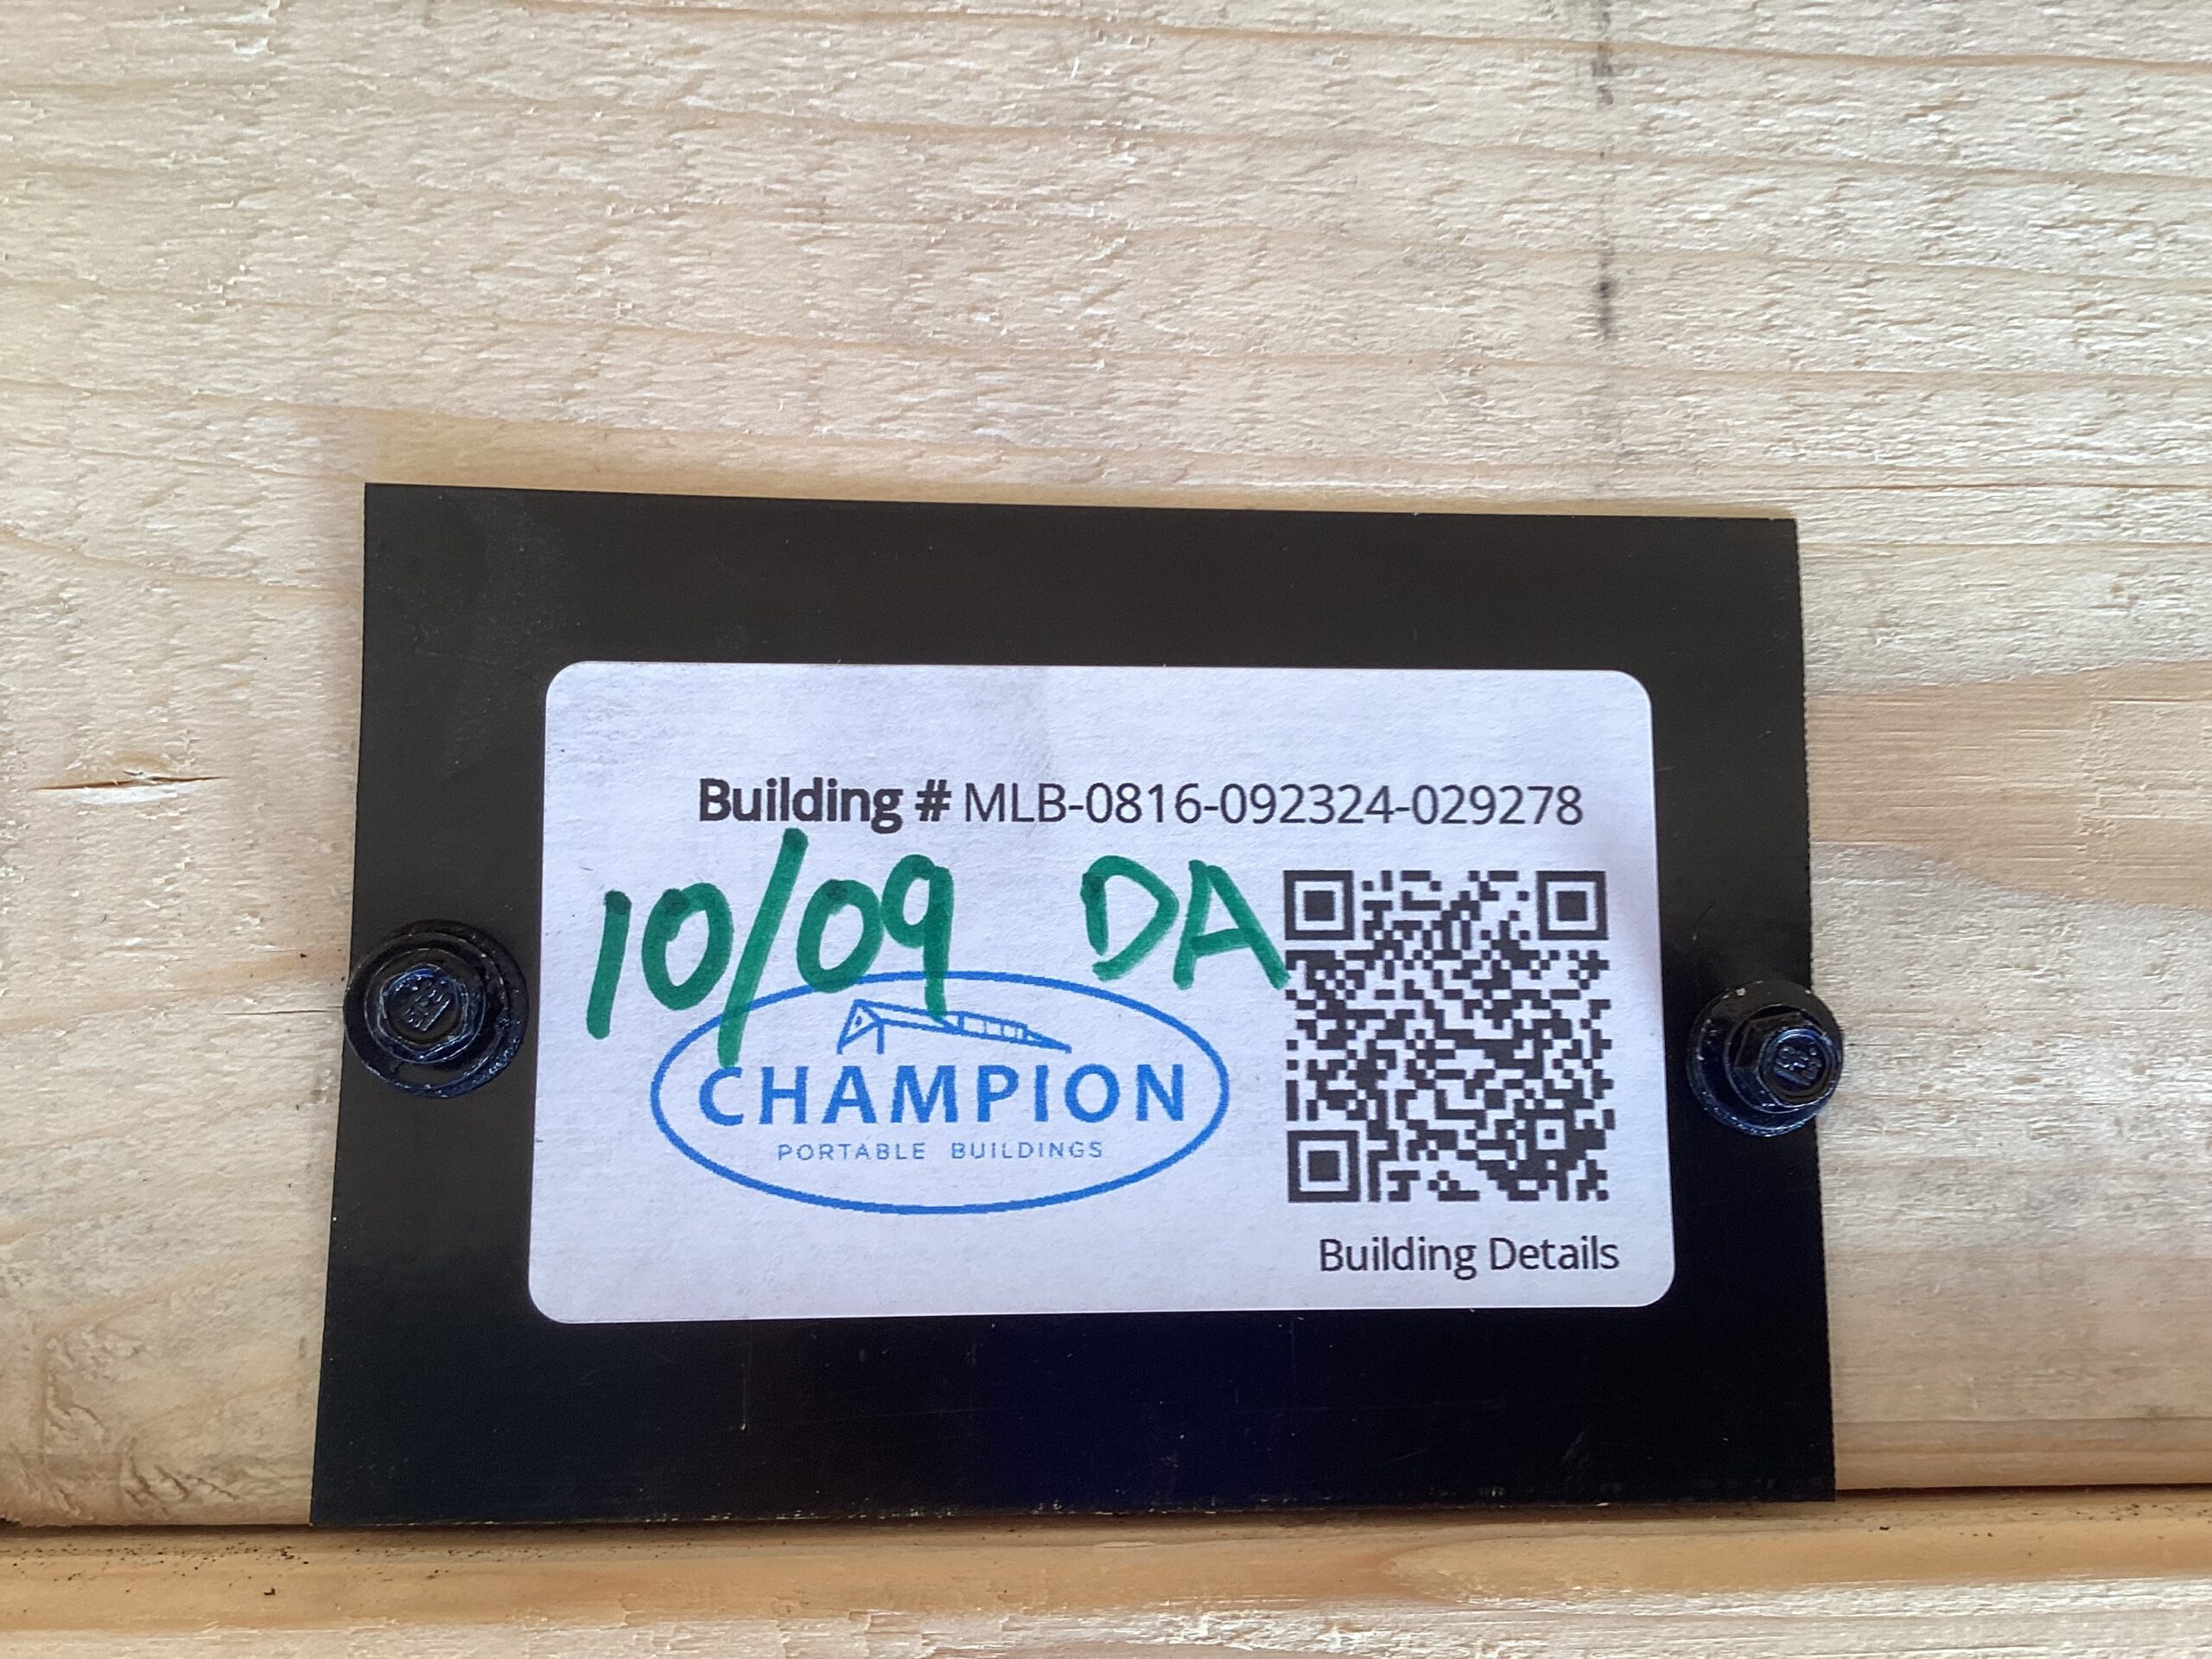 Building # MLB-0816-092324-029278
10/09 DA
CHAMPION
PORTABLE BUILDINGS
Building Details